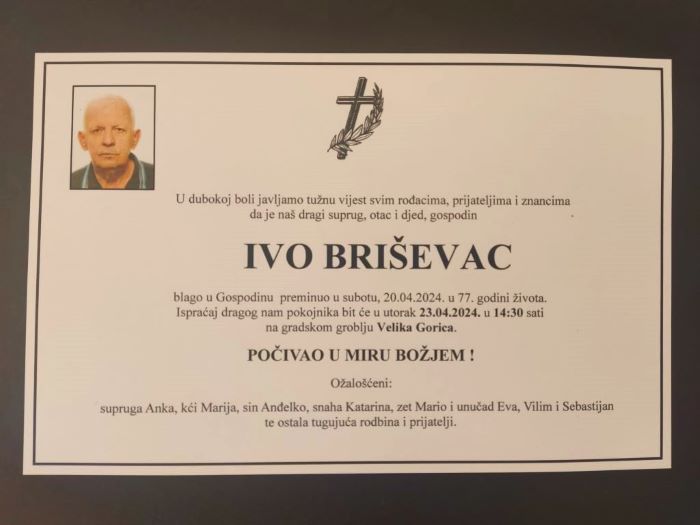 U dubokoj boli javljamo tužnu vijest svim rođacima, prijateljima i znancima
da je naš dragi suprug, otac i djed, gospodin
IVO BRIŠEVAC
blago u Gospodinu preminuo u subotu, 20.04.2024. u 77. godini života.
Ispraćaj dragog nam pokojnika bit će u utorak 23.04.2024. u 14:30 sati
na gradskom groblju Velika Gorica.
POČIVAO U MIRU BOŽJEM !
Ožalošćeni:
supruga Anka, kći Marija, sin Anđelko, snaha Katarina, zet Mario i unučad Eva, Vilim i Sebastijan
te ostala tugujuća rodbina i prijatelji.